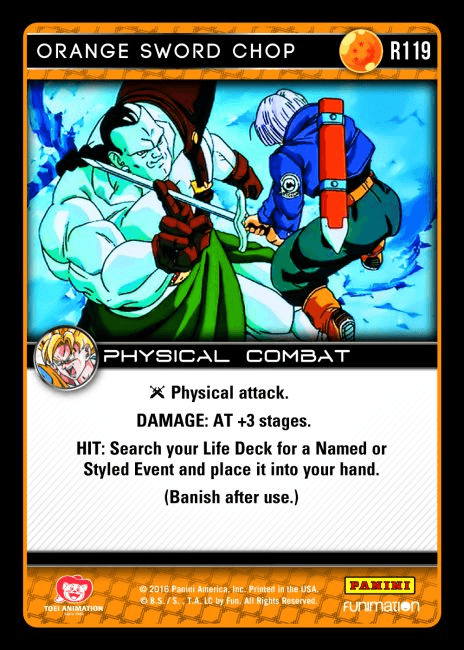 ORANGE SWORD CHOP R119
PHYSICAL COMBAT
Physical attack.
DAMAGE: AT +3 stages.
HIT: Search your Life Deck for a Named or
Styled Event and place it into your hand.
(Banish after use.)
TOEI ANIMATION
© 2016 Panini America, Inc. Printed in the USA.
© B.S. / S. , T.A. LC by Fun. All Rights Reserved.
PANINI
FUNIMATION